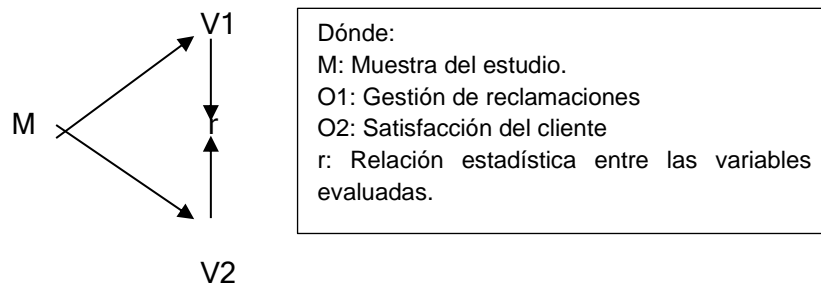 V1
M
r
V2
Dónde:
M: Muestra del estudio.
O1: Gestión de reclamaciones
O2: Satisfacción del cliente
r: Relación estadística entre las variables
evaluadas.